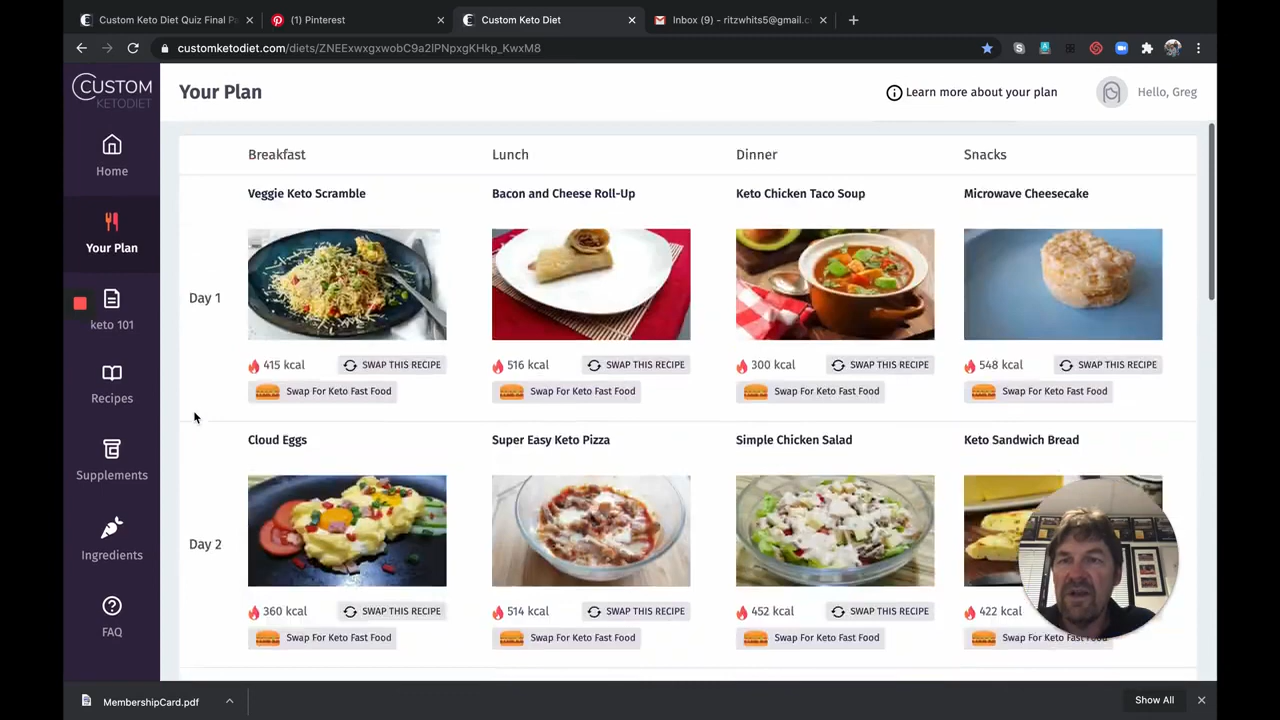 Custom Keto Diet Quiz Final Po
(1) Pinterest
Custom Keto Diet
Inbox (9) - ritzwhits5@gmail.c
customketodiet.com/diets/ZNEExwxgxwobC9a2lPNpxgKHkp_KwxM8
CUSTOM
KETODIET
Your Plan
Learn more about your plan
Hello, Greg
Home
Your Plan
keto 101
Recipes
Supplements
Ingredients
FAQ
Breakfast
Lunch
Dinner
Snacks
Day 1
Veggie Keto Scramble
Bacon and Cheese Roll-Up
Keto Chicken Taco Soup
Microwave Cheesecake
415 kcal
SWAP THIS RECIPE
516 kcal
SWAP THIS RECIPE
300 kcal
SWAP THIS RECIPE
548 kcal
SWAP THIS RECIPE
Swap For Keto Fast Food
Swap For Keto Fast Food
Swap For Keto Fast Food
Swap For Keto Fast Food
Day 2
Cloud Eggs
Super Easy Keto Pizza
Simple Chicken Salad
Keto Sandwich Bread
360 kcal
SWAP THIS RECIPE
514 kcal
SWAP THIS RECIPE
452 kcal
SWAP THIS RECIPE
422 kcal
Swap For Keto Fast Food
Swap For Keto Fast Food
Swap For Keto Fast Food
Swap For Keto Fast Food
MembershipCard.pdf
Show All